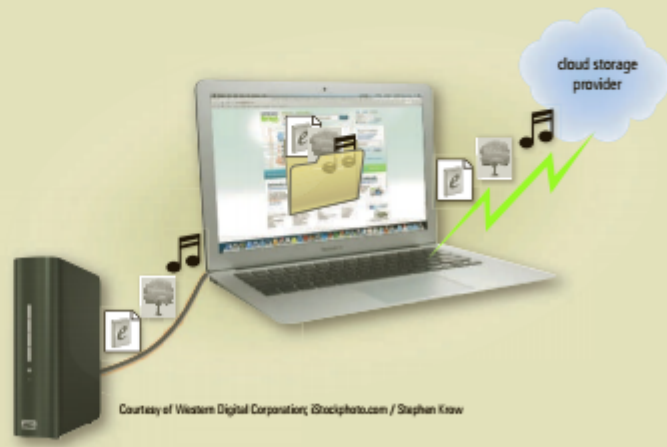 cloud storage
provider
Courtesy of Western Digital Corporation; iStockphoto.com / Stephen Krow